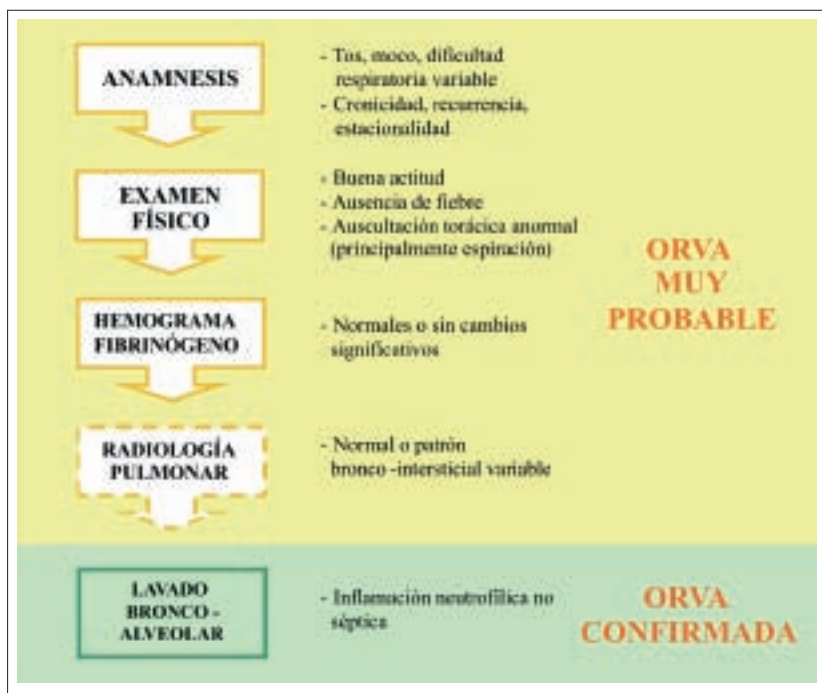 ANAMNESIS
- Tos, moco, dificultad
respiratoria variable
- Cronicidad, recurrencia,
estacionalidad
EXAMEN
FÍSICO
- Buena actitud
- Ausencia de fiebre
- Auscultación torácica anormal
(principalmente espiración)
ORVA
MUY
PROBABLE
HEMOGRAMA
FIBRINÓGENO
- Normales o sin cambios
significativos
RADIOLOGÍA
PULMONAR
- Normal o patrón
bronco -intersticial variable
LAVADO
BRONCO -
ALVEOLAR
- Inflamación neutrofílica no
séptica
ORVA
CONFIRMADA